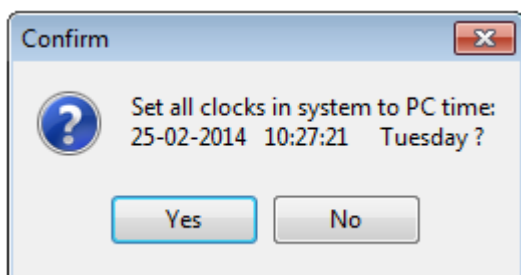 Confirm
Set all clocks in system to PC time:
25-02-2014 10:27:21 Tuesday ?
Yes No